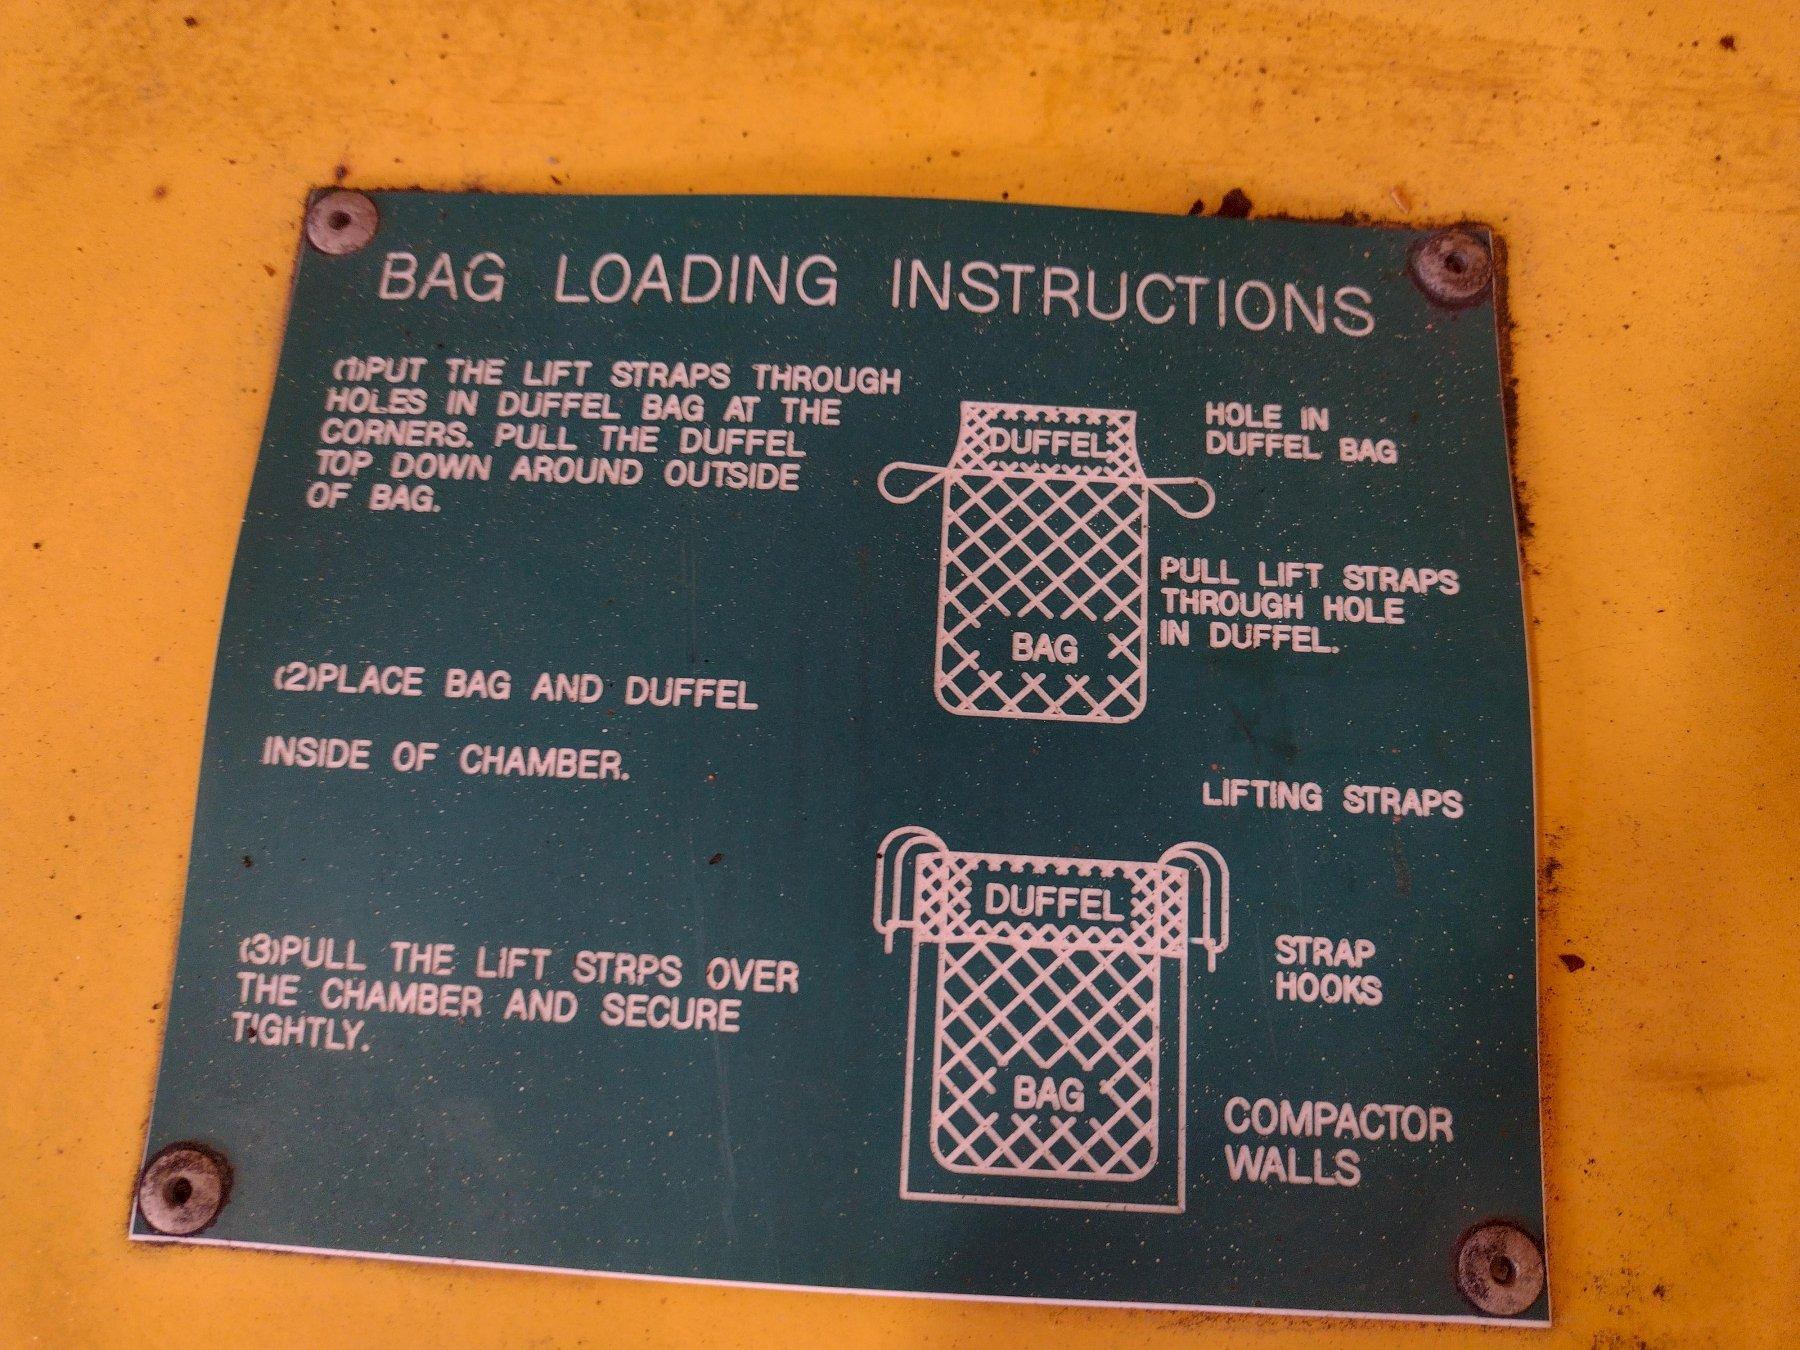 BAG LOADING INSTRUCTIONS
(1)PUT THE LIFT STRAPS THROUGH
HOLES IN DUFFEL BAG AT THE
CORNERS. PULL THE DUFFEL
TOP DOWN AROUND OUTSIDE
OF BAG.
DUFFEL
HOLE IN
DUFFEL BAG
PULL LIFT STRAPS
THROUGH HOLE
IN DUFFEL.
BAG
(2)PLACE BAG AND DUFFEL
INSIDE OF CHAMBER.
LIFTING STRAPS
DUFFEL
STRAP
HOOKS
(3)PULL THE LIFT STRPS OVER
THE CHAMBER AND SECURE
TIGHTLY.
BAG
COMPACTOR
WALLS